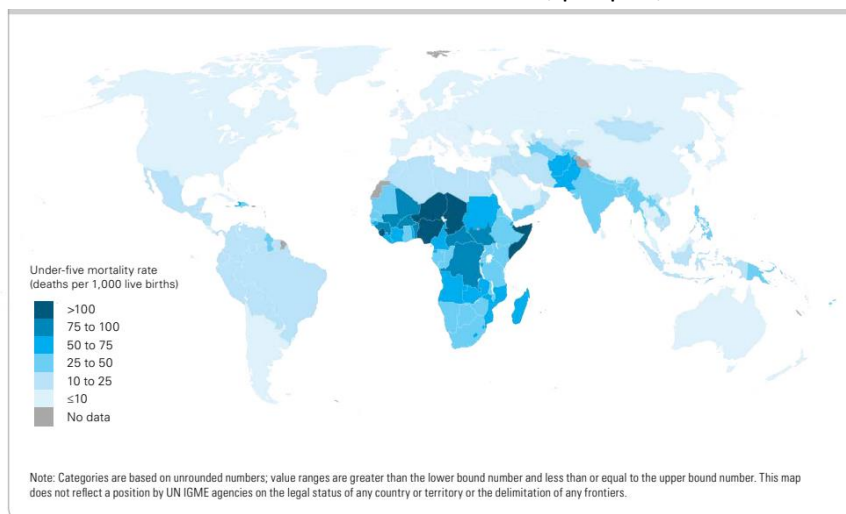 Under-five mortality rate
(deaths per 1,000 live births)
>100
75 to 100
50 to 75
25 to 50
10 to 25
≤10
No data
Note: Categories are based on unrounded numbers; value ranges are greater than the lower bound number and less than or equal to the upper bound number. This map
does not reflect a position by UN IGME agencies on the legal status of any country or territory or the delimitation of any frontiers.